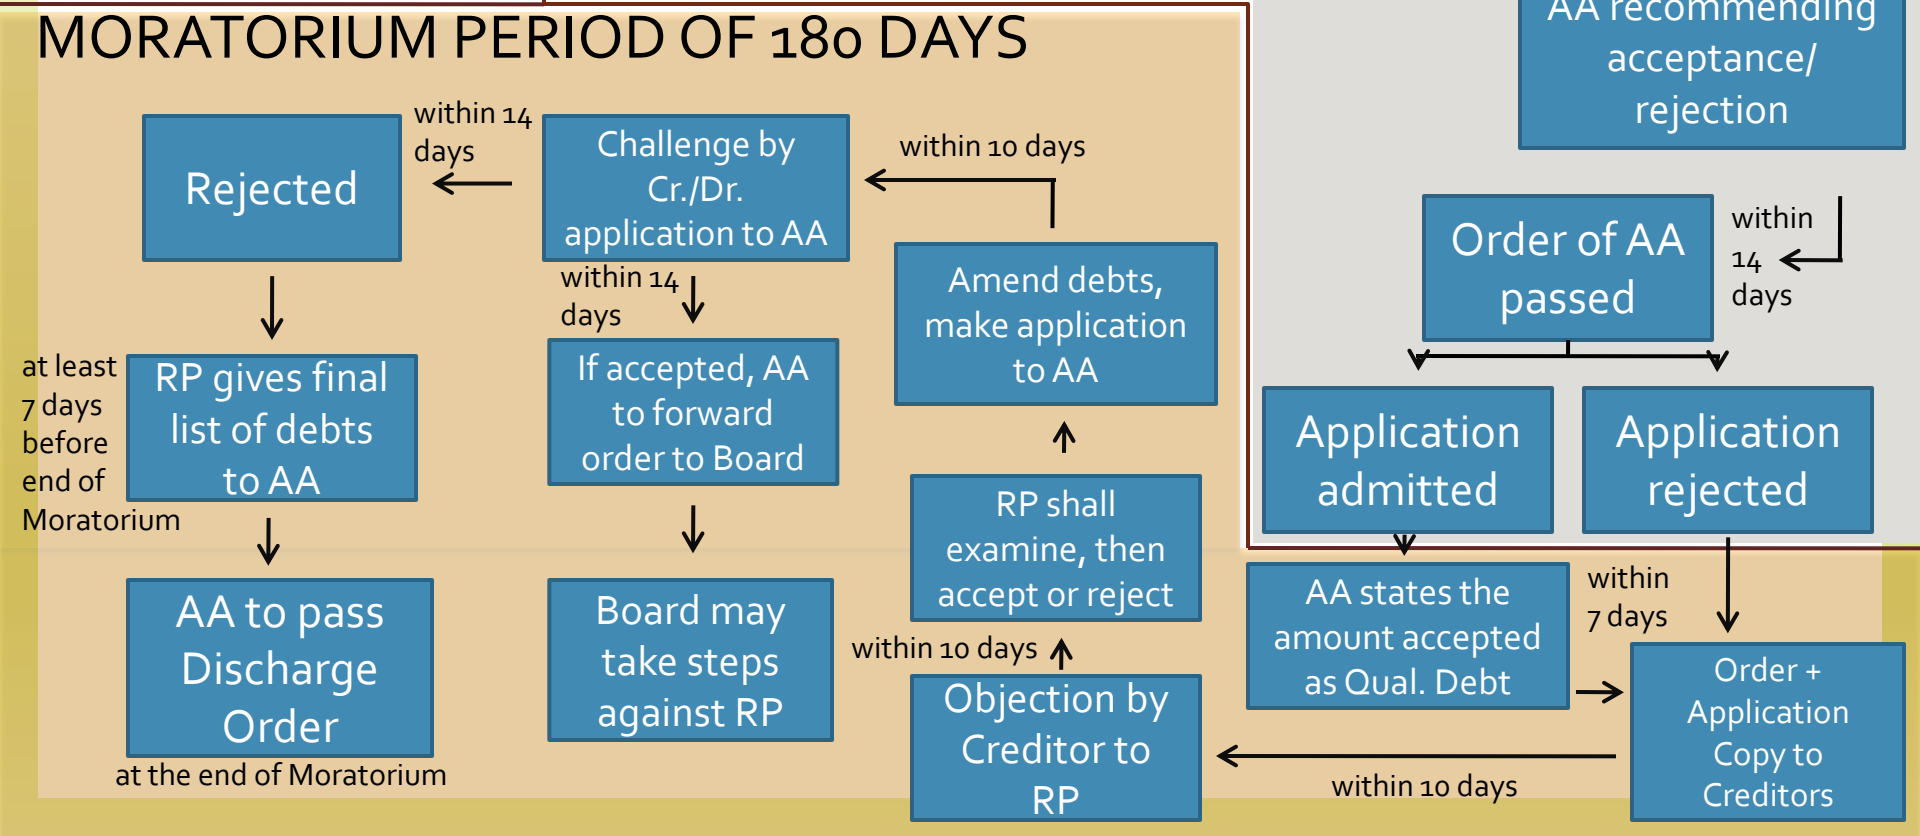 MORATORIUM PERIOD OF 180 DAYS
AA recommending
acceptance/
rejection
Rejected
within 14
days
Challenge by
Cr./Dr.
application to AA
within 10 days
Order of AA
passed
within
14
days
within 14
days
Amend debts,
make application
to AA
at least
7 days
before
end of
Moratorium
RP gives final
list of debts
to AA
If accepted, AA
to forward
order to Board
Application
admitted
Application
rejected
RP shall
examine, then
accept or reject
AA to pass
Discharge
Order
at the end of Moratorium
Board may
take steps
against RP
within 10 days
Objection by
Creditor to
RP
AA states the
amount accepted
as Qual. Debt
within
7 days
Order +
Application
Copy to
Creditors
within 10 days